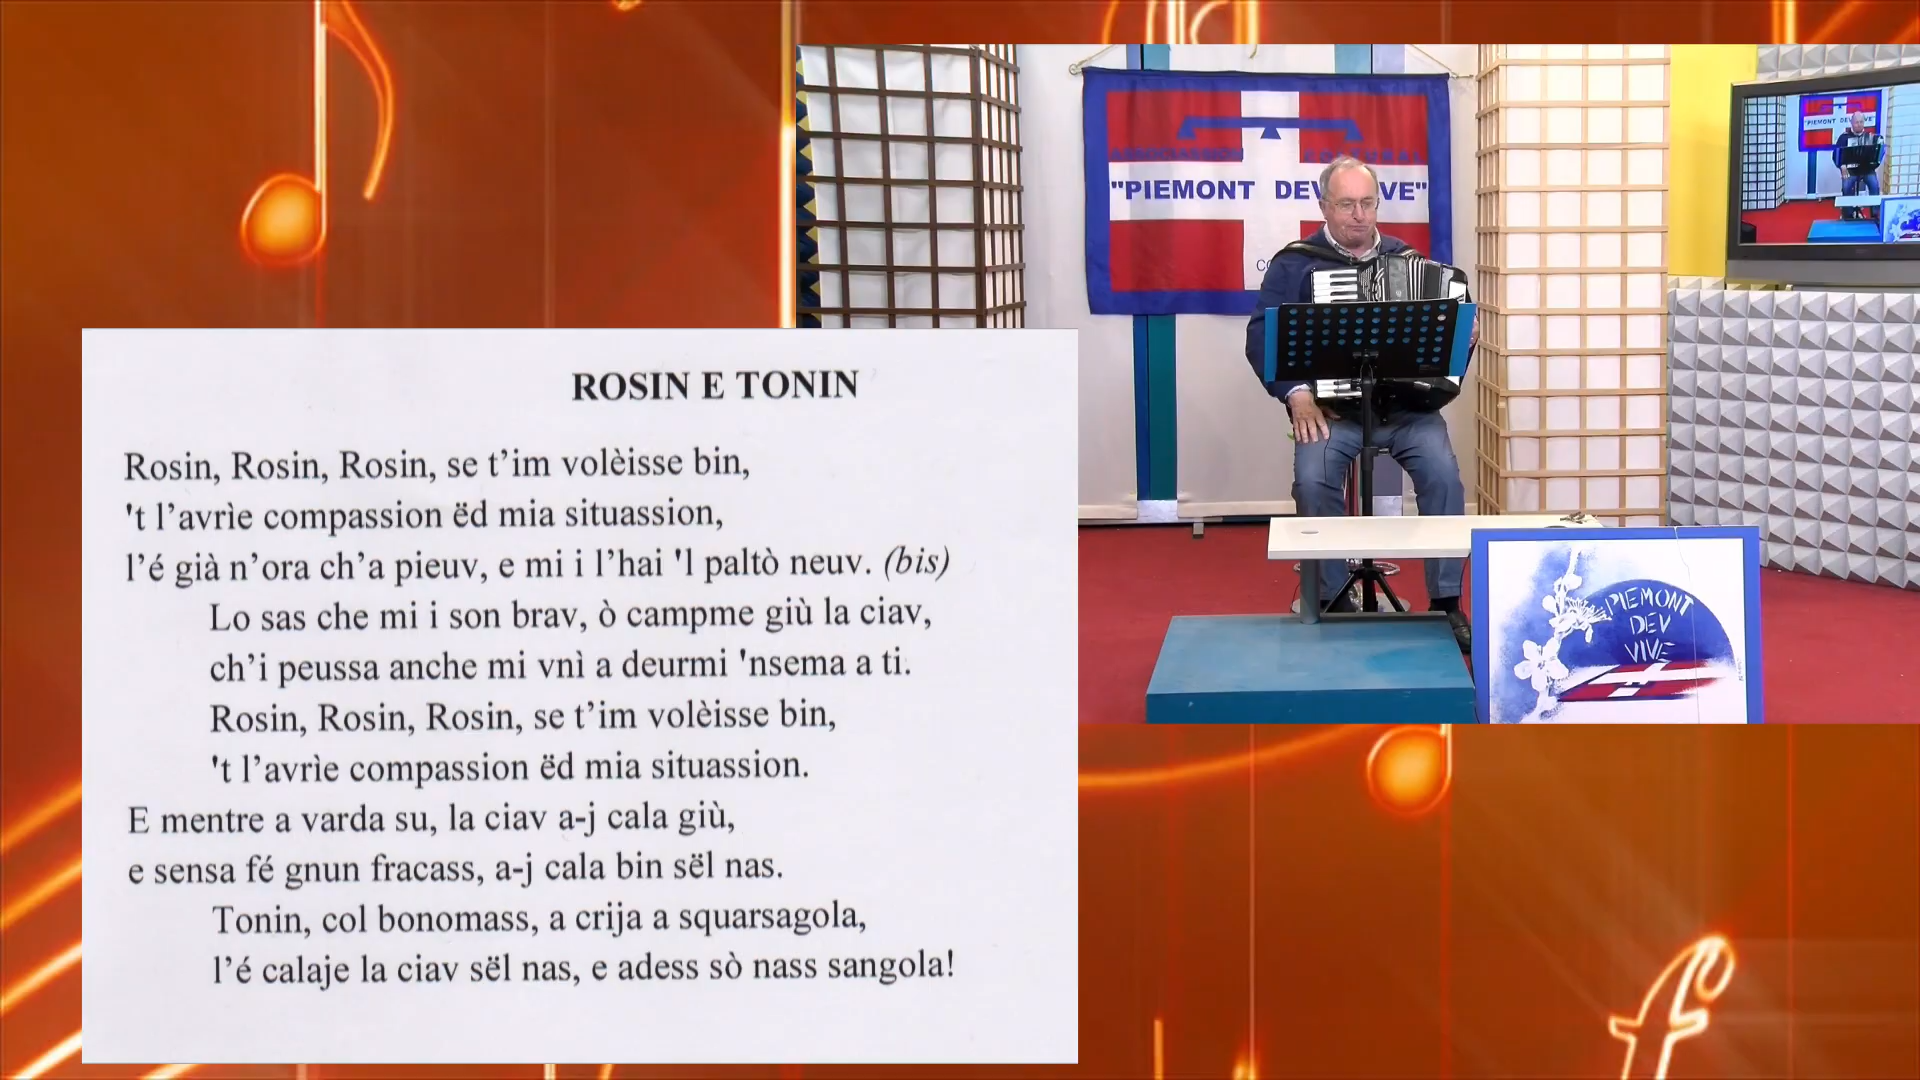 ROSIN E TONIN
Rosin, Rosin, Rosin, se t’im volèisse bin,
't l’avrìe compassion ëd mia situassion,
l’é già n’ora ch’a pieuv, e mi i l’hai 'l paltò neuv. (bis)
Lo sas che mi i son brav, ò campme giù la ciav,
ch’i peussa anche mi vnì a deurmi 'nsema a ti.
Rosin, Rosin, Rosin, se t’im volèisse bin,
't l’avrìe compassion ëd mia situassion.
E mentre a varda su, la ciav a-j cala giù,
e sensa fé gnun fracass, a-j cala bin sël nas.
Tonin, col bonomass, a crija a squarsagola,
l’é calaje la ciav sël nas, e adess sò nass sangola!
"PIEMONT DEV VE"
PIEMONT
DEV
VIVE